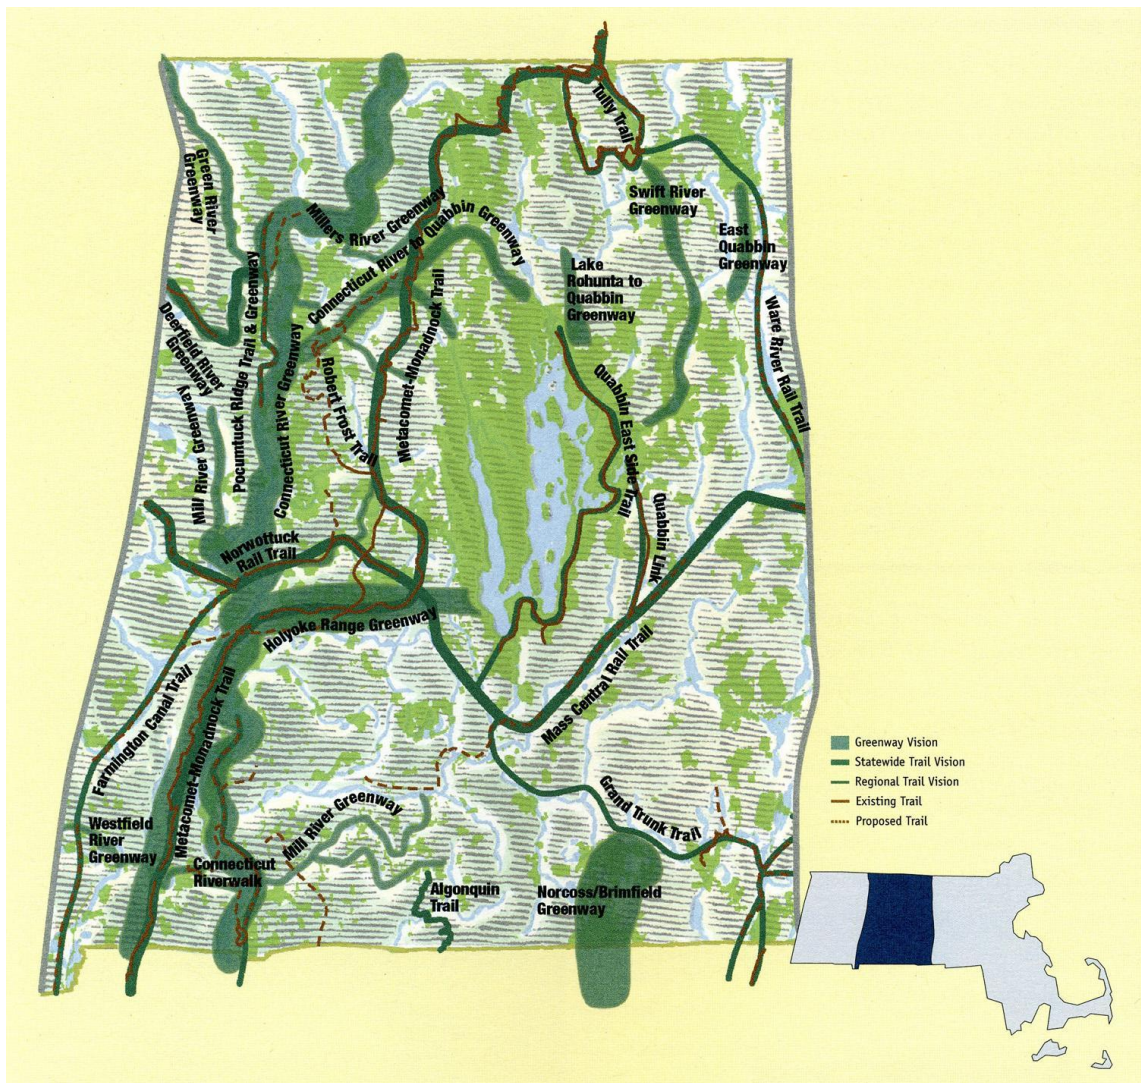 Tully Trail
Green River
Greenway
Swift River
Greenway
Millers River Greenway
Connecticut River to Quabbin Greenway
East
Quabbin
Greenway
Lake
Rohunta to
Quabbin
Greenway
Deerfield River
Greenway
Pocumtuck Ridge Trail & Greenway
Connecticut River Greenway
Metacomet-Monadnock Trail
Ware River Rail Trail
Robert Frost Trail
Quabbin East Side Trail
Mill River Greenway
Quabbin Link
Norwottuck
Rail Trail
Holyoke Range Greenway
Mass Central Rail Trail
Farmington Canal Trail
Metacomet-Monadnock Trail
Grand Trunk Trail
Mill River Greenway
Westfield
River
Greenway
Connecticut
Riverwalk
Algonquin
Trail
Norcoss/Brimfield
Greenway
Greenway Vision
Statewide Trail Vision
Regional Trail Vision
Existing Trail
Proposed Trail